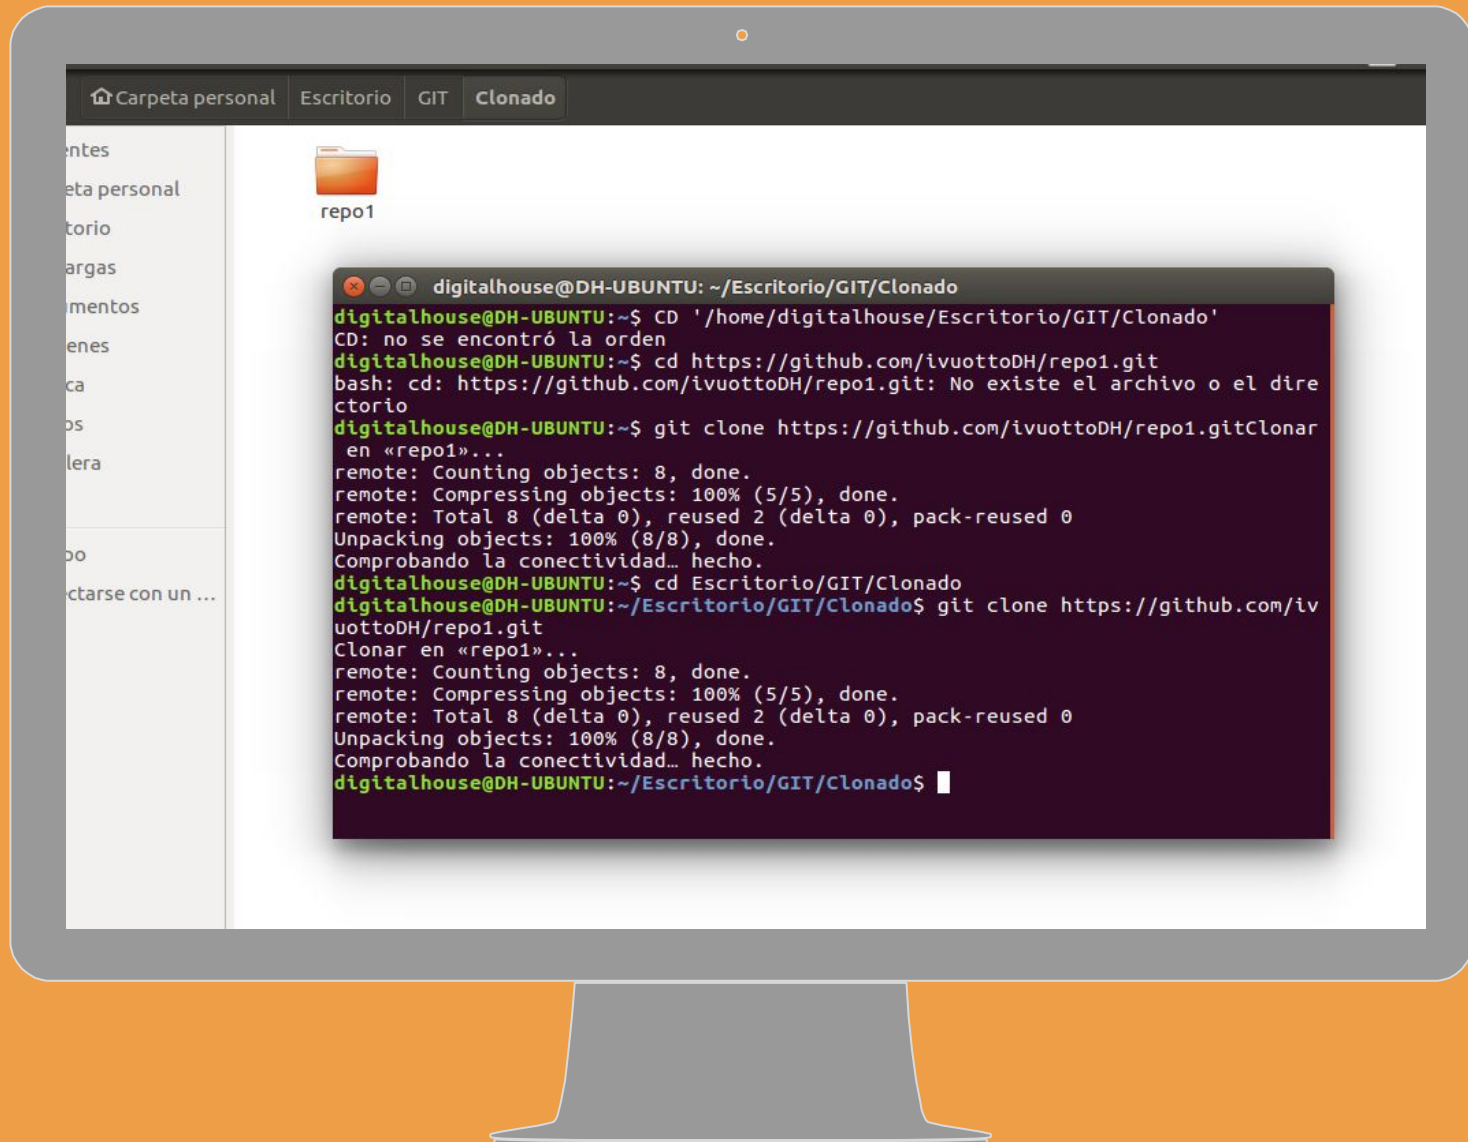 Carpeta personal Escritorio GIT Clonado
entes
eta personal
torio
argas
umentos
enes
ca
os
lera
oo
ectarse con un ...
repo1
digitalhouse@DH-UBUNTU: ~/Escritorio/GIT/Clonado
digitalhouse@DH-UBUNTU:~$ CD '/home/digitalhouse/Escritorio/GIT/Clonado'
CD: no se encontró la orden
digitalhouse@DH-UBUNTU:~$ cd https://github.com/ivuottoDH/repo1.git
bash: cd: https://github.com/ivuottoDH/repo1.git: No existe el archivo o el dire
ctorio
digitalhouse@DH-UBUNTU:~$ git clone https://github.com/ivuottoDH/repo1.gitClonar
en «repo1»...
remote: Counting objects: 8, done.
remote: Compressing objects: 100% (5/5), done.
remote: Total 8 (delta 0), reused 2 (delta 0), pack-reused 0
Unpacking objects: 100% (8/8), done.
Comprobando la conectividad… hecho.
digitalhouse@DH-UBUNTU:~$ cd Escritorio/GIT/Clonado
digitalhouse@DH-UBUNTU:~/Escritorio/GIT/Clonado$ git clone https://github.com/iv
uottoDH/repo1.git
Clonar en «repo1»...
remote: Counting objects: 8, done.
remote: Compressing objects: 100% (5/5), done.
remote: Total 8 (delta 0), reused 2 (delta 0), pack-reused 0
Unpacking objects: 100% (8/8), done.
Comprobando la conectividad… hecho.
digitalhouse@DH-UBUNTU:~/Escritorio/GIT/Clonado$